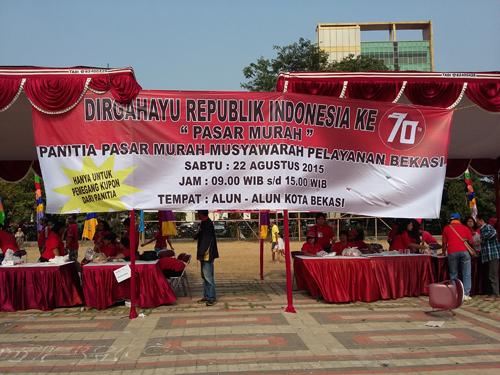 DIRGAHAYU REPUBLIK INDONESIA KE 70TH
" PASAR MURAH "
PANITIA PASAR MURAH MUSYAWARAH PELAYANAN BEKASI
SABTU : 22 AGUSTUS 2015
JAM : 09.00 WIB s/d 15.00 WIB
TEMPAT : ALUN - ALUN KOTA BEKASI
HANYA UNTUK
PEMEGANG KUPON
DARI PANITIA